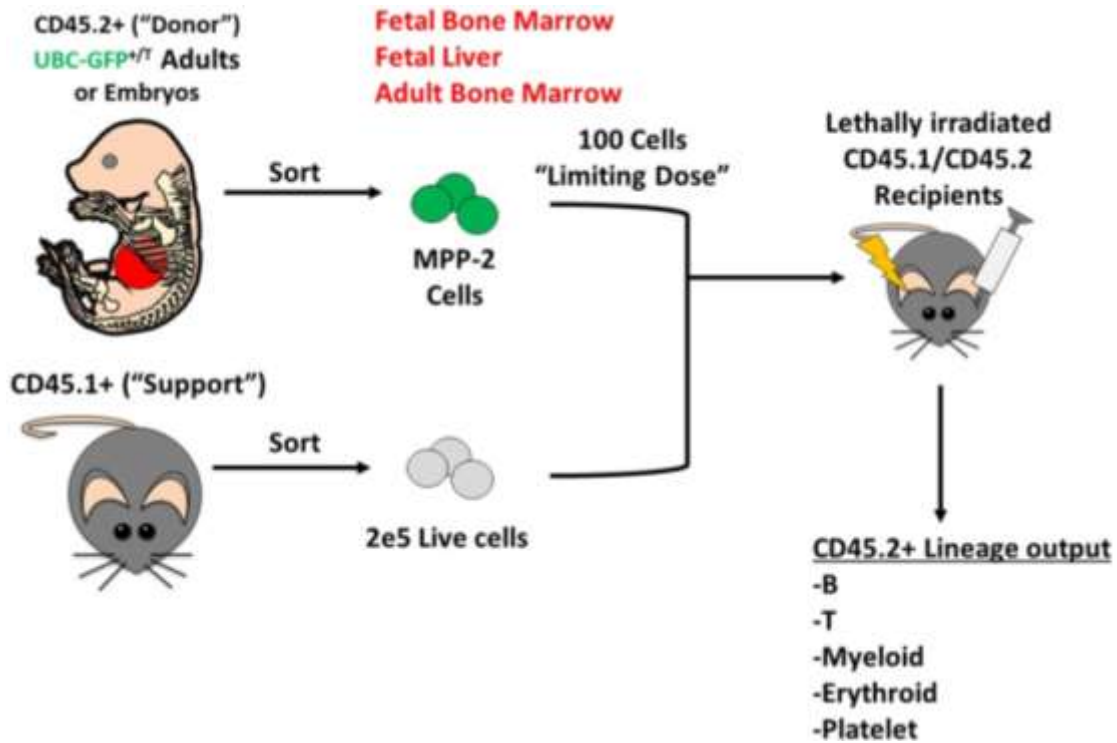 CD45.2+ (“Donor”)
UBC-GFP+/T Adults
or Embryos
Fetal Bone Marrow
Fetal Liver
Adult Bone Marrow
Sort
100 Cells
“Limiting Dose”
MPP-2
Cells
Lethally irradiated
CD45.1/CD45.2
Recipients
CD45.1+ (“Support”)
Sort
2e5 Live cells
CD45.2+ Lineage output
-B
-T
-Myeloid
-Erythroid
-Platelet